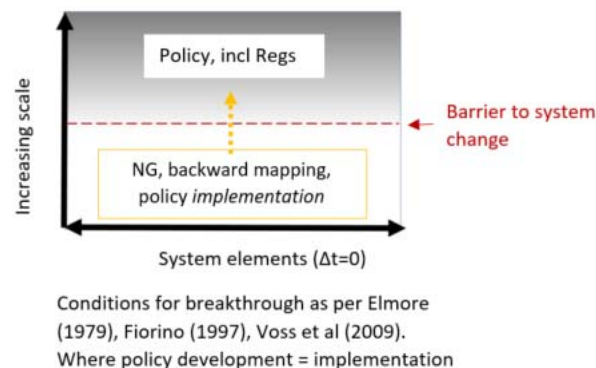 Policy, incl Regs
Increasing scale
Barrier to system
change
NG, backward mapping,
policy implementation
System elements (Δt=0)
Conditions for breakthrough as per Elmore
(1979), Fiorino (1997), Voss et al (2009).
Where policy development = implementation